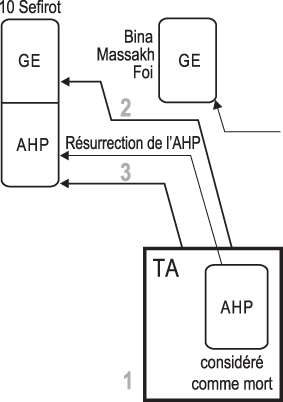 10 Sefirot
GE
AHP
Bina
Massakh
Foi
GE
2
Résurrection de l'AHP
3
TA
AHP
considéré
comme mort
1